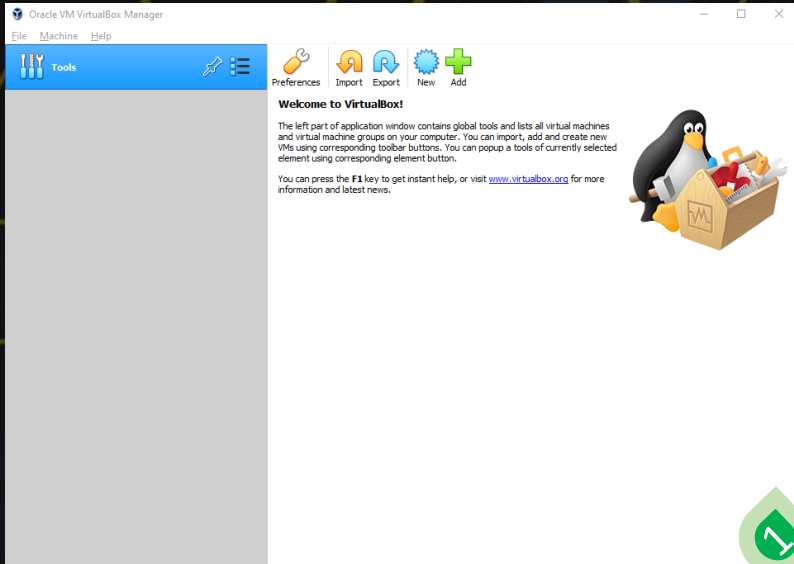 Oracle VM VirtualBox Manager
File Machine Help
Tools
Preferences Import Export New Add
Welcome to VirtualBox!
The left part of application window contains global tools and lists all virtual machines
and virtual machine groups on your computer. You can import, add and create new
VMs using corresponding toolbar buttons. You can popup a tools of currently selected
element using corresponding element button.
You can press the F1 key to get instant help, or visit www.virtualbox.org for more
information and latest news.
VM
1